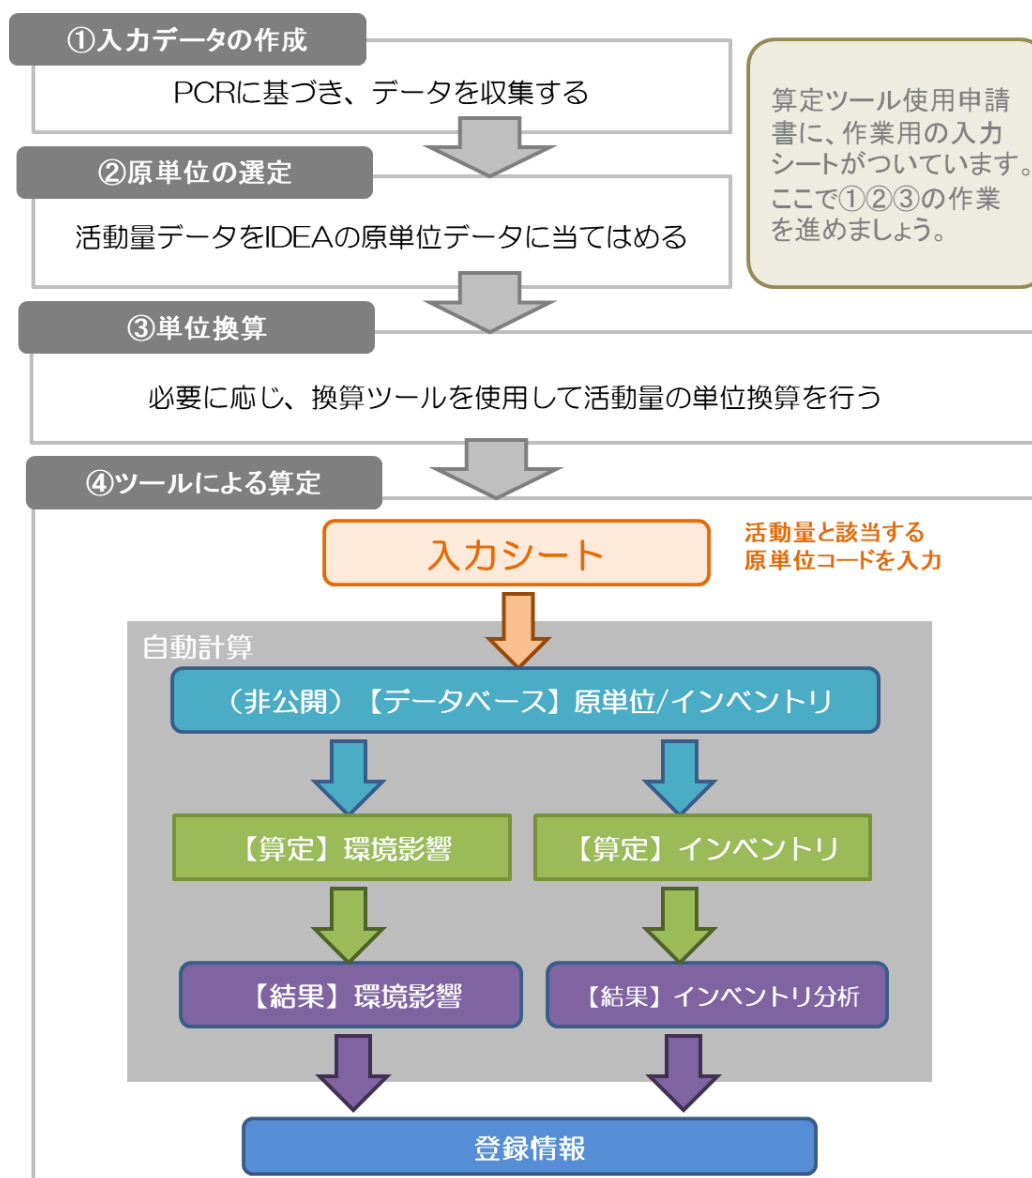 ①入力データの作成
PCRに基づき、データを収集する
算定ツール使用申請
書に、作業用の入力
シートがついています。
ここで①②③の作業
を進めましょう。
②原単位の選定
活動量データをIDEAの原単位データに当てはめる
③単位換算
必要に応じ、換算ツールを使用して活動量の単位換算を行う
④ツールによる算定
入力シート
活動量と該当する
原単位コードを入力
自動計算
（非公開）【データベース】原単位/インベントリ
【算定】環境影響
【算定】インベントリ
【結果】環境影響
【結果】インベントリ分析
登録情報